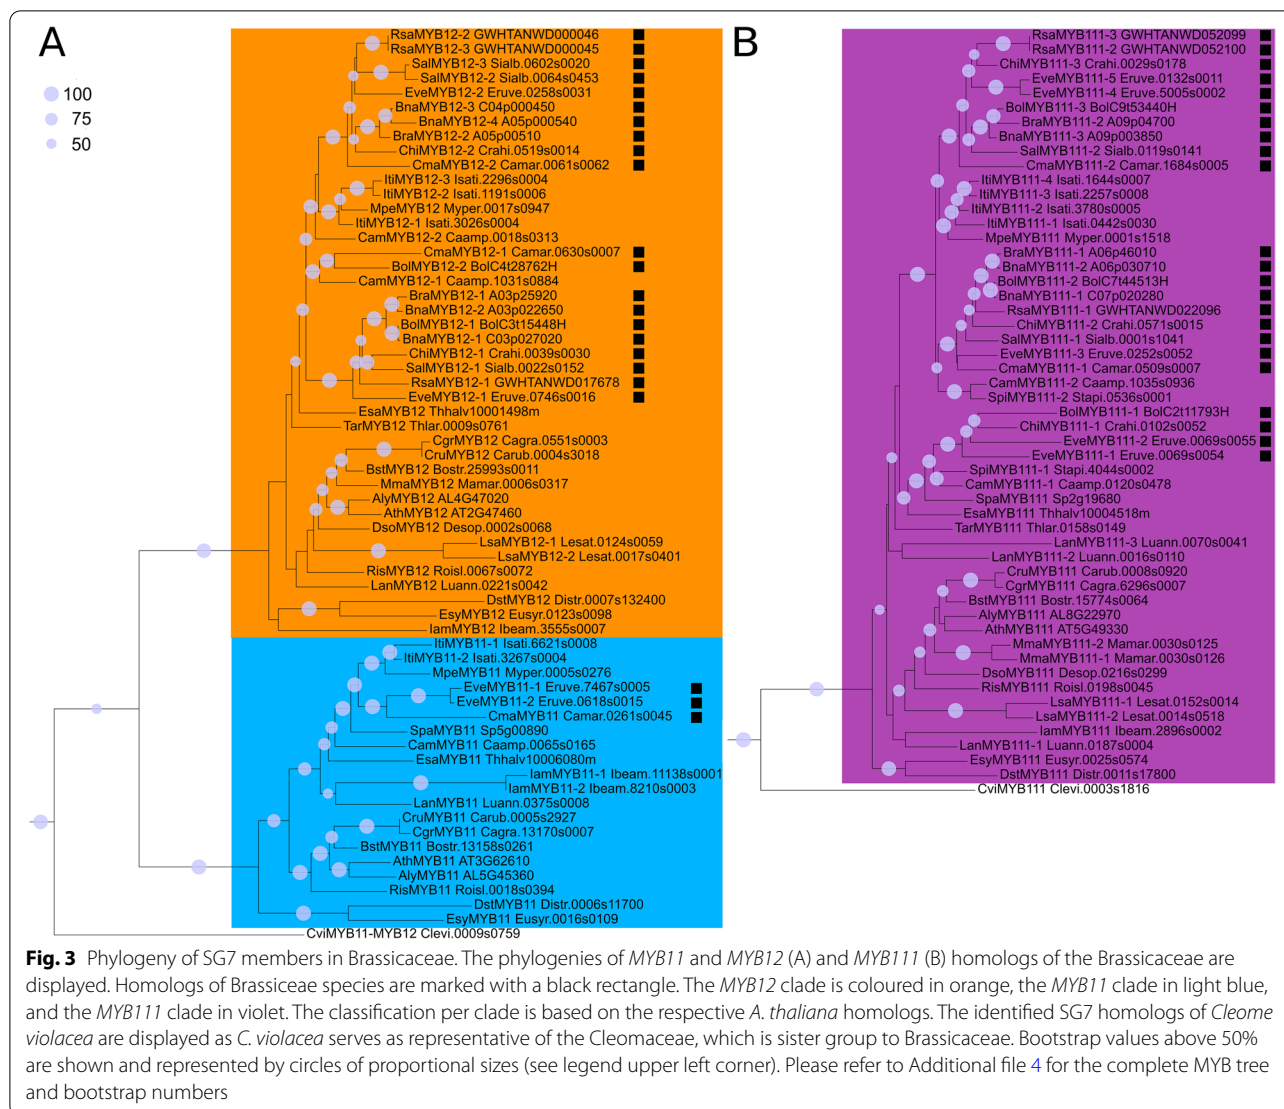 A
100
75
50
RsaMYB12-2 GWHTANWD000046
RsaMYB12-3 GWHTANWD000045
SalMYB12-3 Sialb.0602s0020
SalMYB12-2 Sialb.0064s0453
EveMYB12-2 Eruve.0258s0031
BnaMYB12-3 C04p000450
BnaMYB12-4 A05p000540
BraMYB12-2 A05p00510
ChiMYB12-2 Crahi.0519s0014
CmaMYB12-2 Camar.0061s0062
ItiMYB12-3 Isati.2296s0004
ItiMYB12-2 Isati.1191s0006
MpeMYB12 Myper.0017s0947
ItiMYB12-1 Isati.3026s0004
CamMYB12-2 Caamp.0018s0313
CmaMYB12-1 Camar.0630s0007
BolMYB12-2 BolC4t28762H
CamMYB12-1 Caamp.1031s0884
BraMYB12-1 A03p25920
BnaMYB12-2 A03p022650
BolMYB12-1 BolC3t15448H
BnaMYB12-1 C03p027020
ChiMYB12-1 Crahi.0039s0030
SalMYB12-1 Sialb.0022s0152
RsaMYB12-1 GWHTANWD017678
EveMYB12-1 Eruve.0746s0016
EsaMYB12 Thhalv10001498m
TarMYB12 Thlar.0009s0761
CgrMYB12 Cagra.0551s0003
CruMYB12 Carub.0004s3018
BstMYB12 Bostr.25993s0011
MmaMYB12 Mamar.0006s0317
AlyMYB12 AL4G47020
AthMYB12 AT2G47460
DsoMYB12 Desop.0002s0068
LsaMYB12-1 Lesat.0124s0059
LsaMYB12-2 Lesat.0017s0401
RisMYB12 Roisl.0067s0072
LanMYB12 Luann.0221s0042
DstMYB12 Distr.0007s132400
EsyMYB12 Eusyr.0123s0098
IamMYB12 Ibeam.3555s0007
ItiMYB11-1 Isati.6621s0008
ItiMYB11-2 Isati.3267s0004
MpeMYB11 Myper.0005s0276
EveMYB11-1 Eruve.7467s0005
EveMYB11-2 Eruve.0618s0015
CmaMYB11 Camar.0261s0045
SpaMYB11 Sp5g00890
CamMYB11 Caamp.0065s0165
EsaMYB11 Thhalv10006080m
IamMYB11-1 Ibeam.11138s0001
IamMYB11-2 Ibeam.8210s0003
LanMYB11 Luann.0375s0008
CruMYB11 Carub.0005s2927
CgrMYB11 Cagra.13170s0007
BstMYB11 Bostr.13158s0261
AthMYB11 AT3G62610
AlyMYB11 AL5G45360
RisMYB11 Roisl.0018s0394
DstMYB11 Distr.0006s11700
EsyMYB11 Eusyr.0016s0109
CviMYB11-MYB12 Clevi.0009s0759
B
RsaMYB111-3 GWHTANWD052099
RsaMYB111-2 GWHTANWD052100
ChiMYB111-3 Crahi.0029s0178
EveMYB111-5 Eruve.0132s0011
EveMYB111-4 Eruve.5005s0002
BolMYB111-3 BolC9t53440H
BraMYB111-2 A09p04700
BnaMYB111-3 A09p003850
SalMYB111-2 Sialb.0119s0141
CmaMYB111-2 Camar.1684s0005
ItiMYB111-4 Isati.1644s0007
ItiMYB111-3 Isati.2257s0008
ItiMYB111-2 Isati.3780s0005
ItiMYB111-1 Isati.0442s0030
MpeMYB111 Myper.0001s1518
BraMYB111-1 A06p46010
BnaMYB111-2 A06p030710
BolMYB111-2 BolC7t44513H
BnaMYB111-1 C07p020280
RsaMYB111-1 GWHTANWD022096
ChiMYB111-2 Crahi.0571s0015
SalMYB111-1 Sialb.0001s1041
EveMYB111-3 Eruve.0252s0052
CmaMYB111-1 Camar.0509s0007
CamMYB111-2 Caamp.1035s0936
SpiMYB111-2 Stapi.0536s0001
BolMYB111-1 BolC2t11793H
ChiMYB111-1 Crahi.0102s0052
EveMYB111-2 Eruve.0069s0055
EveMYB111-1 Eruve.0069s0054
SpiMYB111-1 Stapi.4044s0002
CamMYB111-1 Caamp.0120s0478
SpaMYB111 Sp2g19680
EsaMYB111 Thhalv10004518m
TarMYB111 Thlar.0158s0149
LanMYB111-3 Luann.0070s0041
LanMYB111-2 Luann.0016s0110
CruMYB111 Carub.0008s0920
CgrMYB111 Cagra.6296s0007
BstMYB111 Bostr.15774s0064
AlyMYB111 AL8G22970
AthMYB111 AT5G49330
MmaMYB111-2 Mamar.0030s0125
MmaMYB111-1 Mamar.0030s0126
DsoMYB111 Desop.0216s0299
RisMYB111 Roisl.0198s0045
LsaMYB111-1 Lesat.0152s0014
LsaMYB111-2 Lesat.0014s0518
IamMYB111 Ibeam.2896s0002
LanMYB111-1 Luann.0187s0004
EsyMYB111 Eusyr.0025s0574
DstMYB111 Distr.0011s17800
CviMYB111 Clevi.0003s1816
Fig. 3 Phylogeny of SG7 members in Brassicaceae. The phylogenies of MYB11 and MYB12 (A) and MYB111 (B) homologs of the Brassicaceae are
displayed. Homologs of Brassiceae species are marked with a black rectangle. The MYB12 clade is coloured in orange, the MYB11 clade in light blue,
and the MYB111 clade in violet. The classification per clade is based on the respective A. thaliana homologs. The identified SG7 homologs of Cleome
violacea are displayed as C. violacea serves as representative of the Cleomaceae, which is sister group to Brassicaceae. Bootstrap values above 50%
are shown and represented by circles of proportional sizes (see legend upper left corner). Please refer to Additional file 4 for the complete MYB tree
and bootstrap numbers